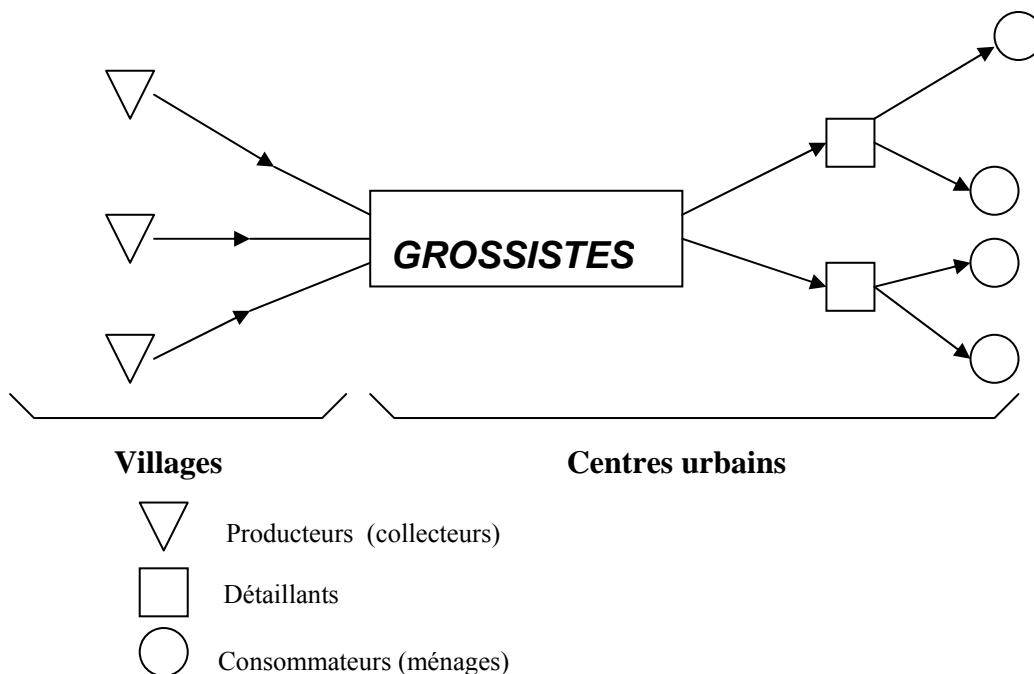 GROSSISTES
Villages
Centres urbains
Producteurs (collecteurs)
Détaillants
Consommateurs (ménages)